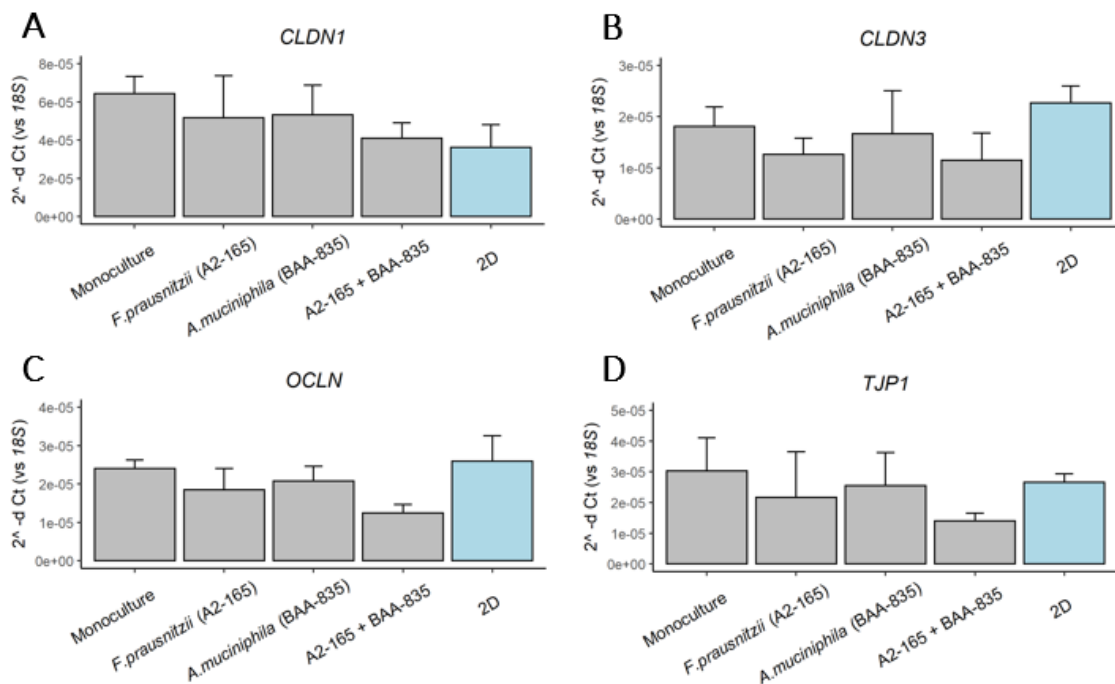 A
CLDN1
2^ -d Ct (vs 18S)
8e-05
6e-05
4e-05
2e-05
0e+00
Monoculture
F.prausnitzii (A2-165)
A.muciniphila (BAA-835)
A2-165 + BAA-835
2D
B
CLDN3
2^ -d Ct (vs 18S)
3e-05
2e-05
1e-05
0e+00
Monoculture
F.prausnitzii (A2-165)
A.muciniphila (BAA-835)
A2-165 + BAA-835
2D
C
OCLN
2^ -d Ct (vs 18S)
4e-05
3e-05
2e-05
1e-05
0e+00
Monoculture
F.prausnitzii (A2-165)
A.muciniphila (BAA-835)
A2-165 + BAA-835
2D
D
TJP1
2^ -d Ct (vs 18S)
5e-05
4e-05
3e-05
2e-05
1e-05
0e+00
Monoculture
F.prausnitzii (A2-165)
A.muciniphila (BAA-835)
A2-165 + BAA-835
2D